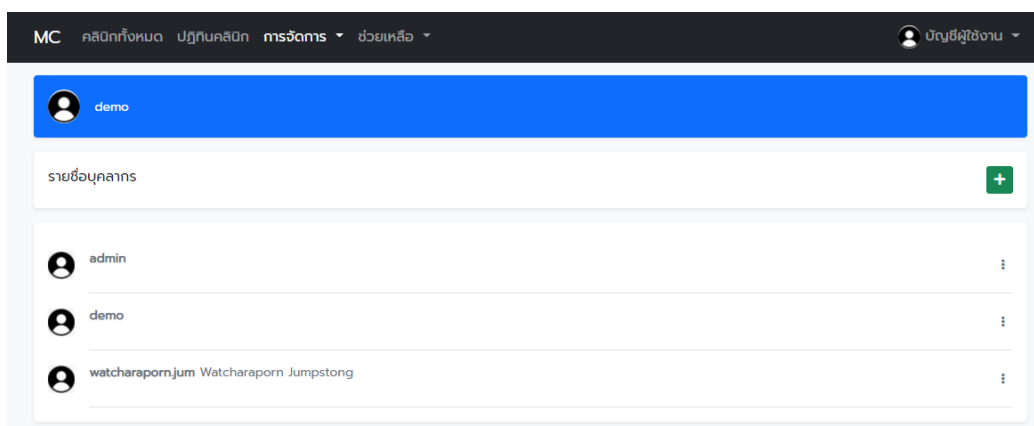 MC คลินิกทั้งหมด ปฏิทินคลินิก การจัดการ ช่วยเหลือ บัญชีผู้ใช้งาน
demo
รายชื่อบุคลากร
admin
demo
watcharaporn.jum Watcharaporn Jumpstong